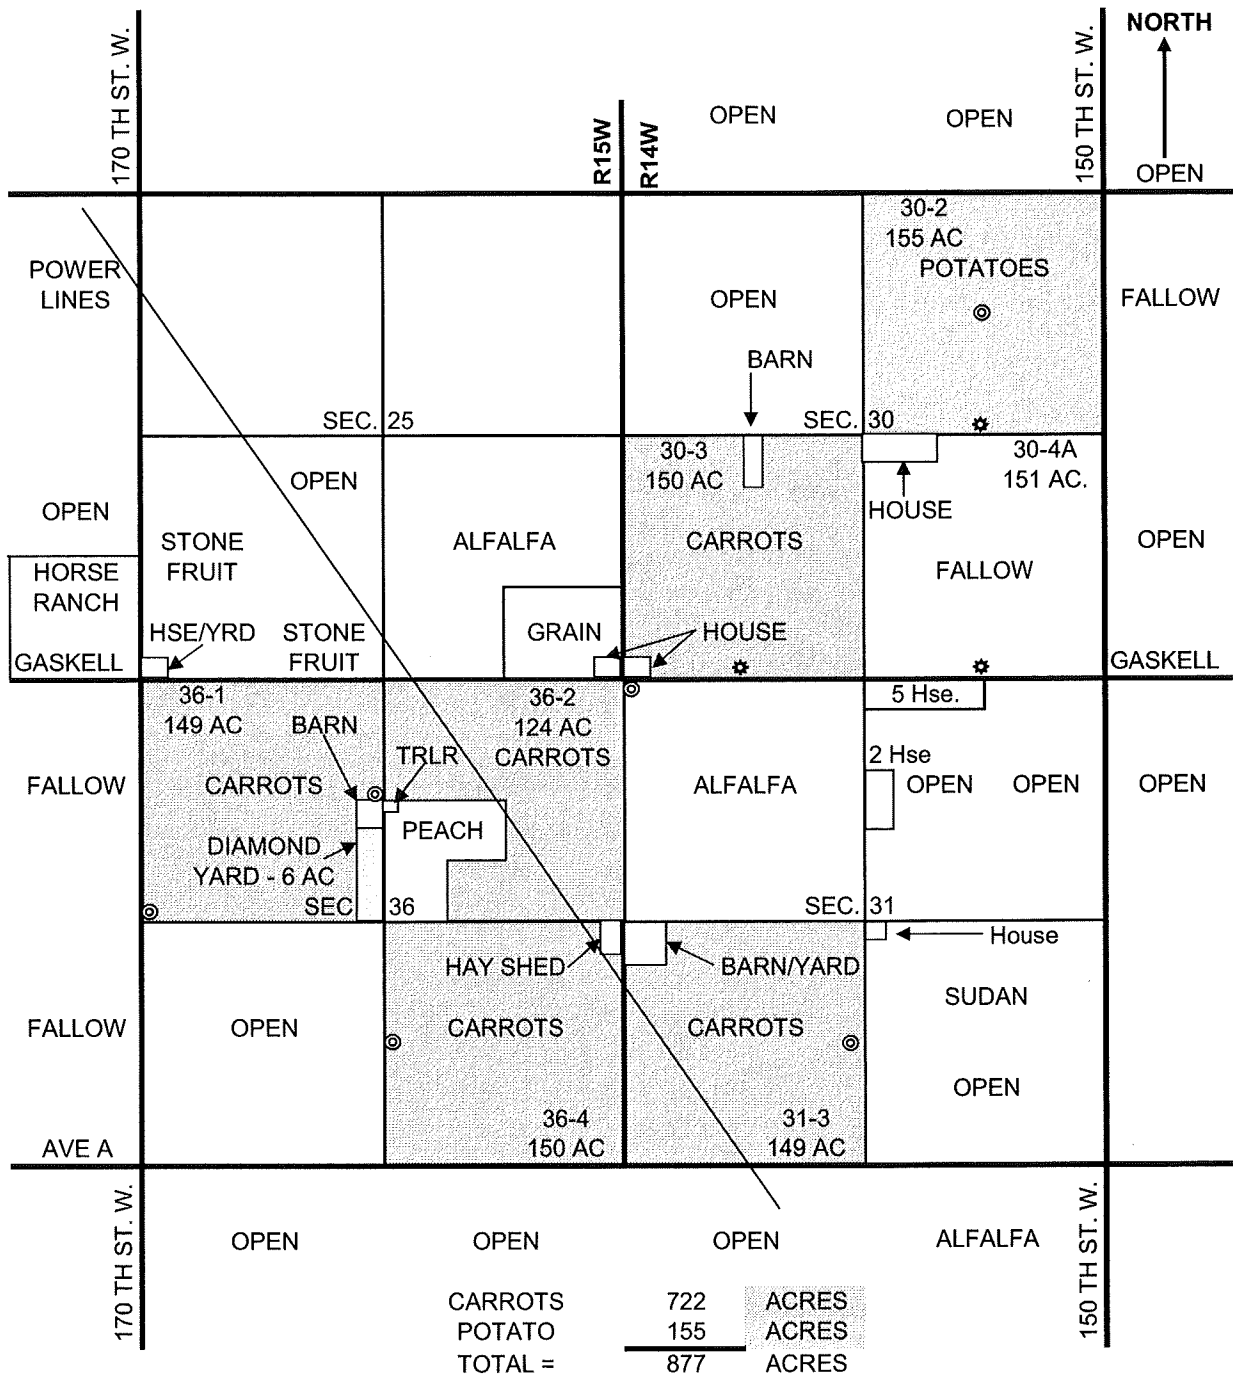 NORTH
170 TH ST. W.
R15W
R14W
150 TH ST. W.
OPEN
OPEN
OPEN
POWER
LINES
OPEN
30-2
155 AC
POTATOES
FALLOW
BARN
SEC. 25
SEC. 30
OPEN
OPEN
STONE
FRUIT
ALFALFA
30-3
150 AC
CARROTS
HOUSE
30-4A
151 AC.
FALLOW
OPEN
HORSE
RANCH
HSE/YRD
STONE
FRUIT
GRAIN
HOUSE
GASKELL
GASKELL
36-1
149 AC
BARN
CARROTS
36-2
124 AC
CARROTS
TRLR
5 Hse.
2 Hse
FALLOW
ALFALFA
OPEN
OPEN
OPEN
PEACH
DIAMOND
YARD - 6 AC
SEC 36
SEC. 31
HAY SHED
BARN/YARD
House
SUDAN
FALLOW
OPEN
CARROTS
CARROTS
OPEN
36-4
150 AC
31-3
149 AC
AVE A
170 TH ST. W.
OPEN
OPEN
OPEN
ALFALFA
150 TH ST. W.
CARROTS 722 ACRES
POTATO 155 ACRES
TOTAL = 877 ACRES